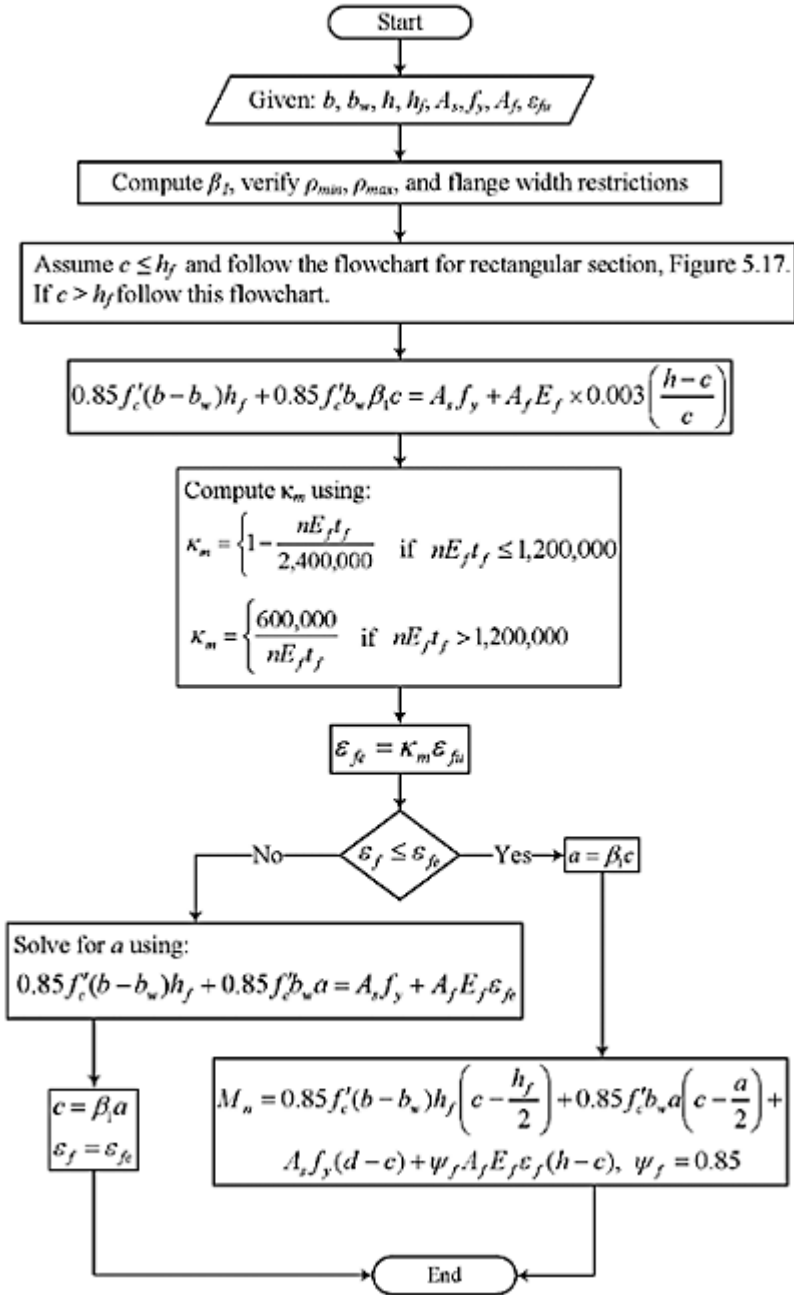 Start
Given: b, b_w, h, h_f, A_s, f_y, A_f, ε_fu
Compute β_1, verify ρ_min, ρ_max, and flange width restrictions
Assume c ≤ h_f and follow the flowchart for rectangular section, Figure 5.17.
If c > h_f follow this flowchart.
0.85f'_c(b−b_w)h_f + 0.85f'_c b_w β_1 c = A_s f_y + A_f E_f × 0.003((h−c)/c)
Compute κ_m using:
κ_m = {1 − nE_f t_f / 2,400,000 if nE_f t_f ≤ 1,200,000
κ_m = {600,000 / nE_f t_f if nE_f t_f > 1,200,000
ε_fe = κ_m ε_fu
No
ε_f ≤ ε_fe
Yes
a = β_1 c
Solve for a using:
0.85f'_c(b−b_w)h_f + 0.85f'_c b_w a = A_s f_y + A_f E_f ε_fe
c = β_1 a
ε_f = ε_fe
M_n = 0.85f'_c(b−b_w)h_f(c − h_f/2) + 0.85f'_c b_w a(c − a/2) +
A_s f_y(d−c) + ψ_f A_f E_f ε_f(h−c), ψ_f = 0.85
End